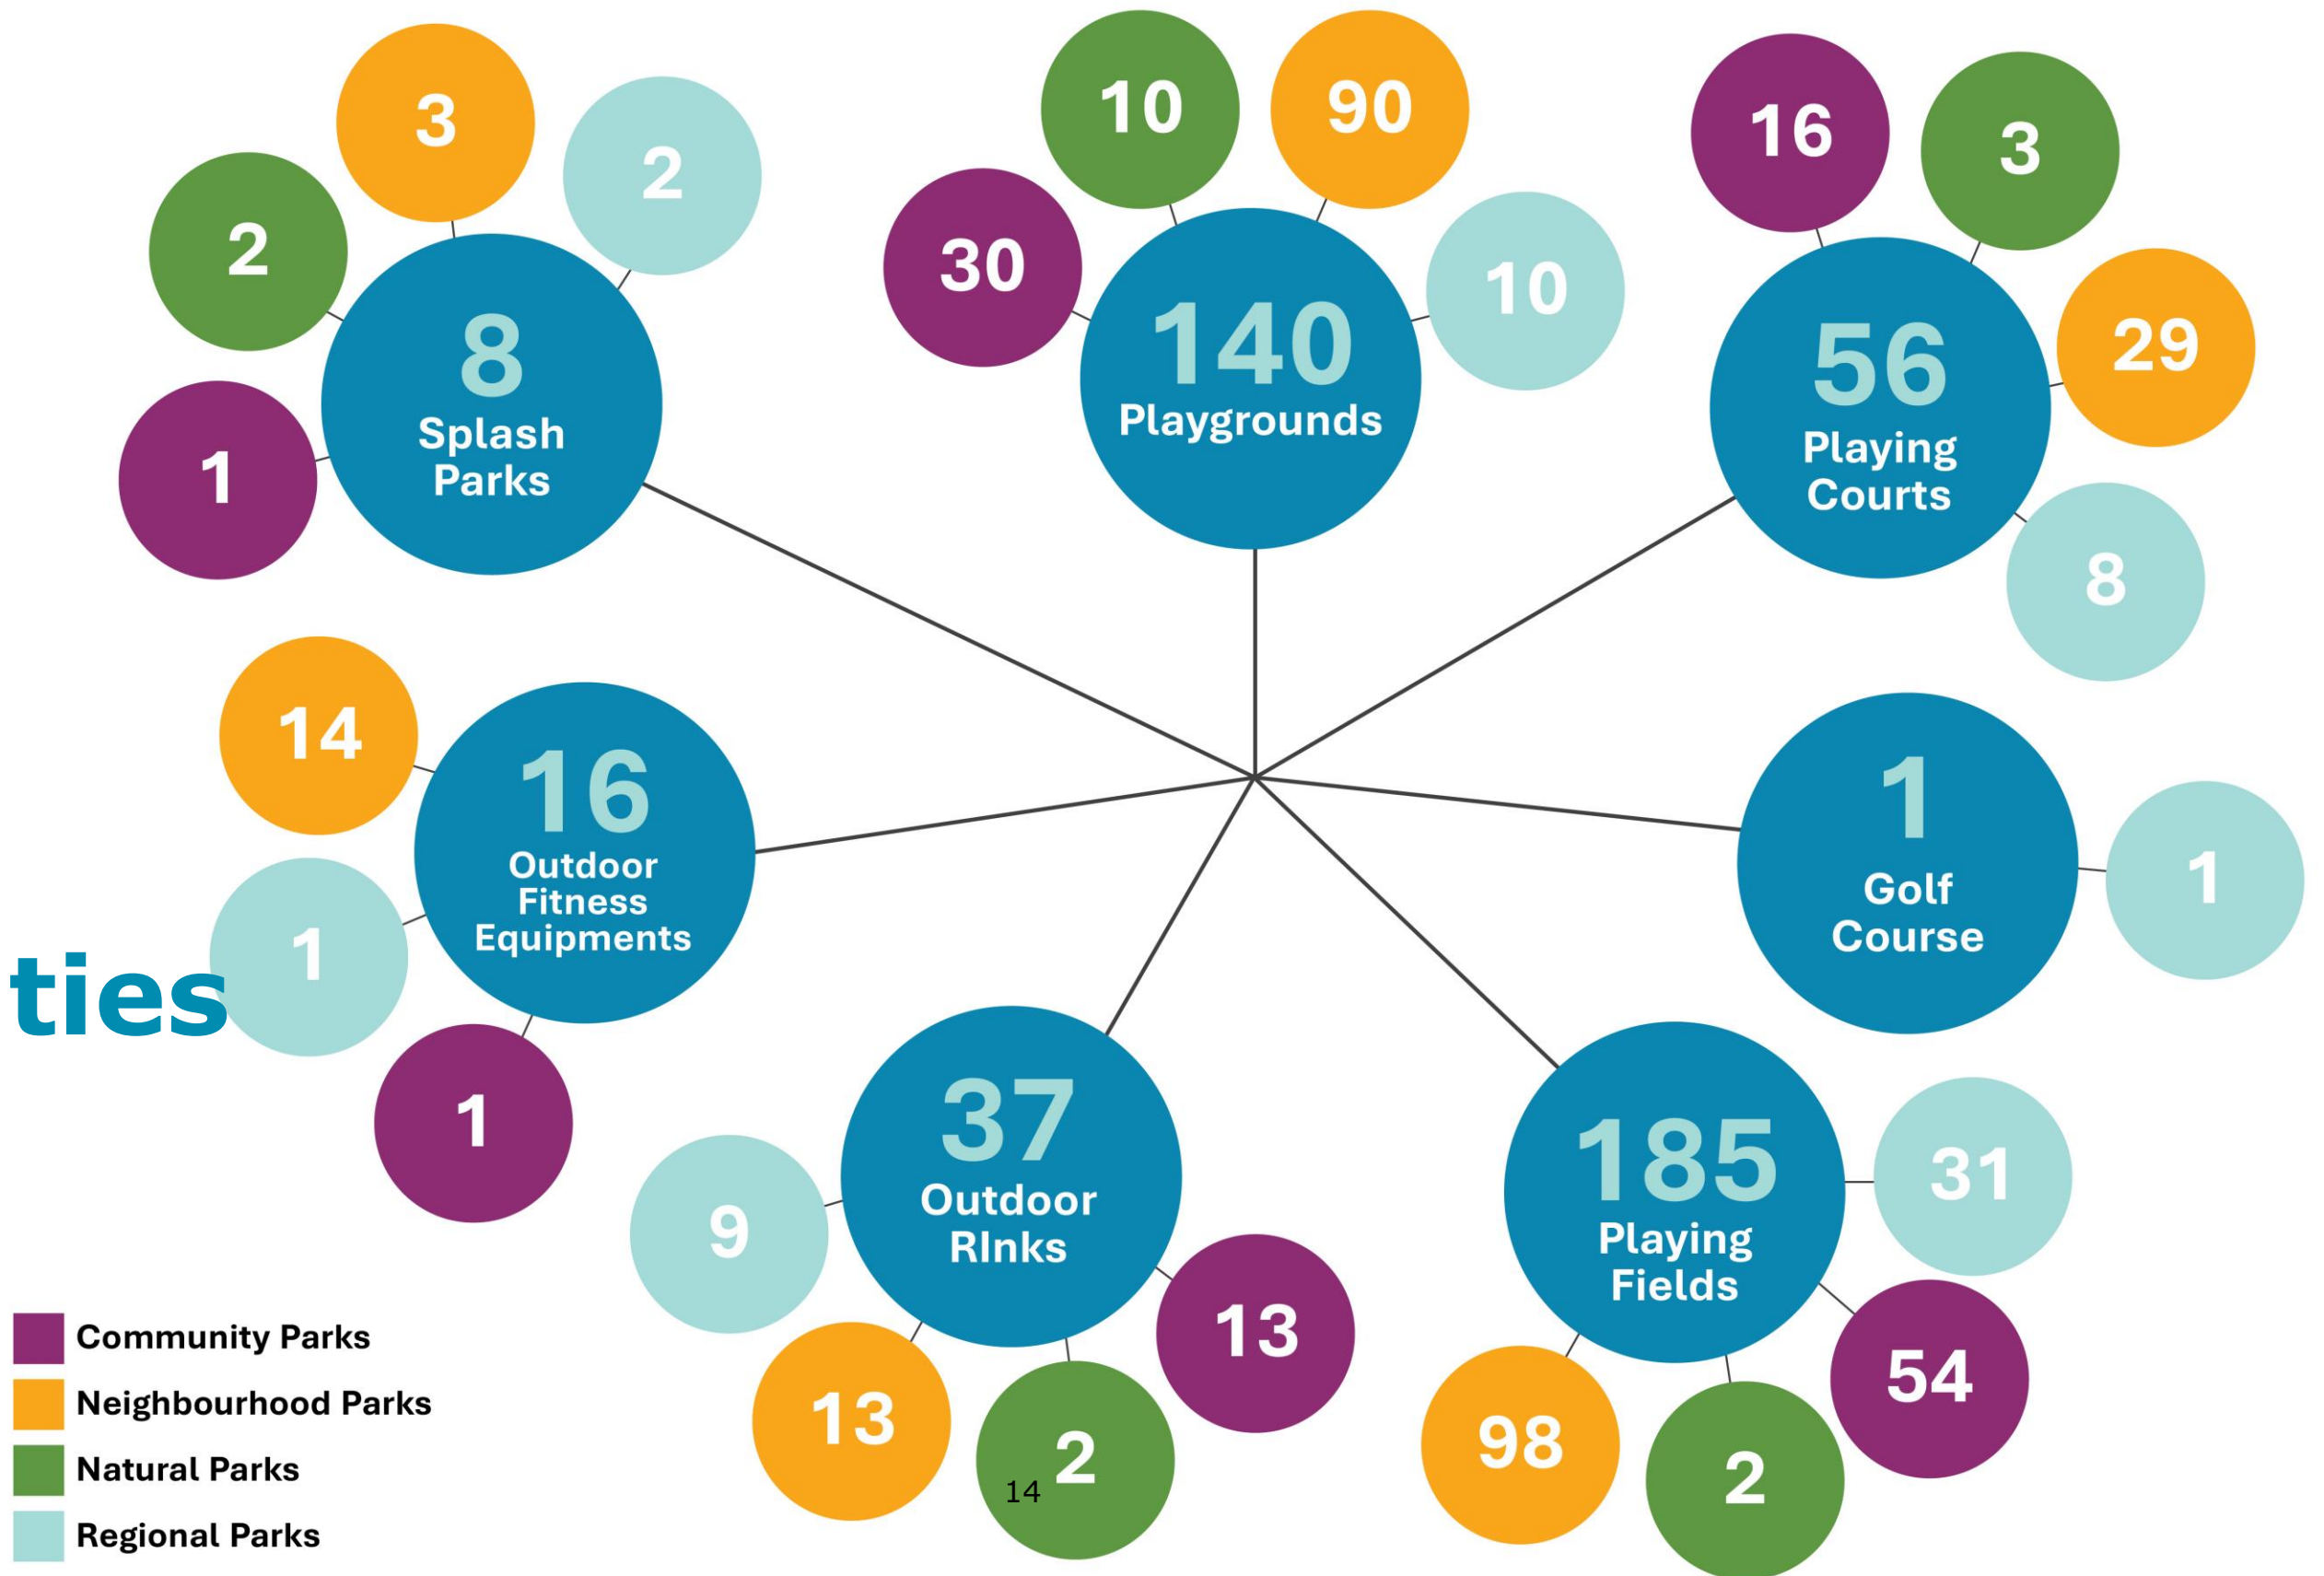 3
2
2
1
8
Splash
Parks
10
90
30
10
140
Playgrounds
16
3
29
8
56
Playing
Courts
14
1
1
16
Outdoor
Fitness
Equipments
ties
1
Golf
Course
1
37
Outdoor
RInks
9
13
2
13
185
Playing
Fields
31
54
98
2
Community Parks
Neighbourhood Parks
Natural Parks
Regional Parks
14